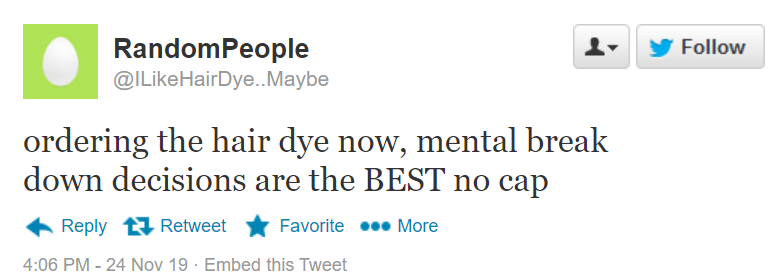 RandomPeople
Follow
@ILikeHairDye..Maybe
ordering the hair dye now, mental break
down decisions are the BEST no cap
Reply Retweet Favorite More
4:06 PM - 24 Nov 19 · Embed this Tweet